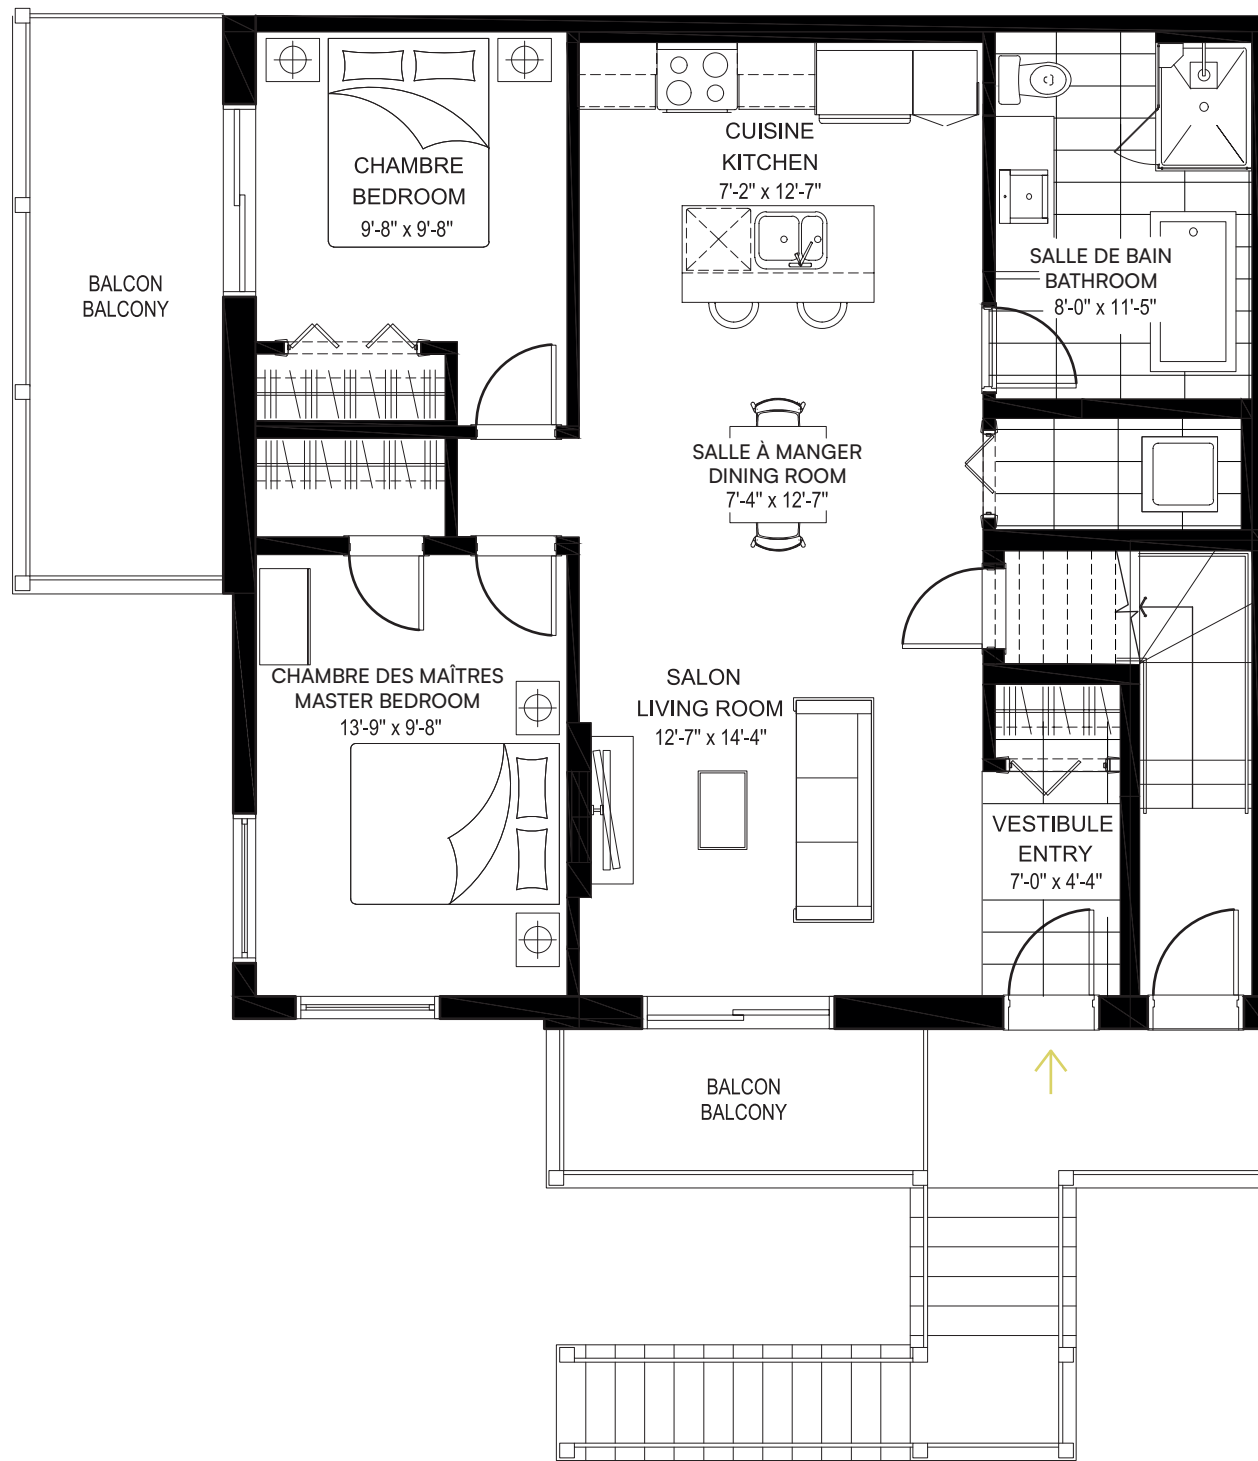 CUISINE
KITCHEN
7'-2" x 12'-7"
CHAMBRE
BEDROOM
9'-8" x 9'-8"
SALLE DE BAIN
BATHROOM
8'-0" x 11'-5"
BALCON
BALCONY
SALLE À MANGER
DINING ROOM
7'-4" x 12'-7"
CHAMBRE DES MAÎTRES
MASTER BEDROOM
13'-9" x 9'-8"
SALON
LIVING ROOM
12'-7" x 14'-4"
VESTIBULE
ENTRY
7'-0" x 4'-4"
BALCON
BALCONY